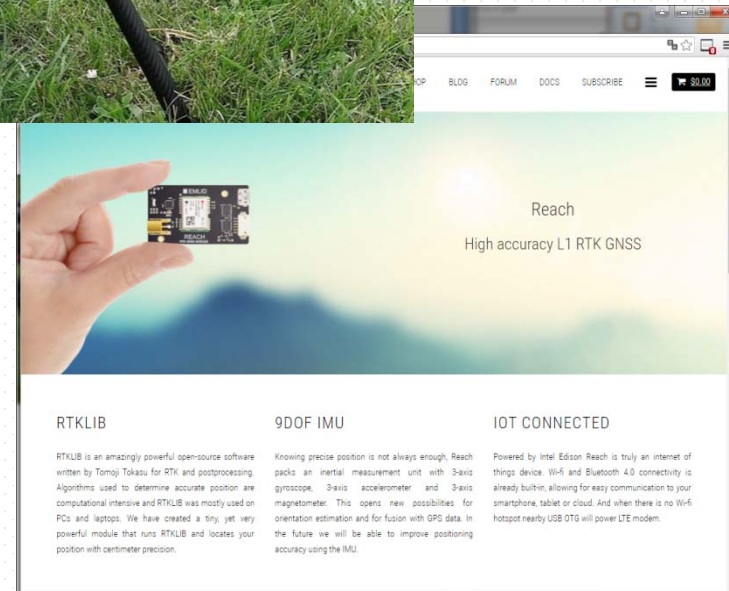 BLOG FORUM DOCS SUBSCRIBE $0.00
EMLID
REACH
Reach
High accuracy L1 RTK GNSS
RTKLIB
RTKLIB is an amazingly powerful open-source software
written by Tomoji Tokasu for RTK and postprocessing.
Algorithms used to determine accurate position are
computational intensive and RTKLIB was mostly used on
PCs and laptops. We have created a tiny, yet very
powerful module that runs RTKLIB and locates your
position with centimeter precision.
9DOF IMU
Knowing precise position is not always enough, Reach
packs an inertial measurement unit with 3-axis
gyroscope, 3-axis accelerometer and 3-axis
magnetometer. This opens new possibilities for
orientation estimation and for fusion with GPS data. In
the future we will be able to improve positioning
accuracy using the IMU.
IOT CONNECTED
Powered by Intel Edison Reach is truly an internet of
things device. Wi-fi and Bluetooth 4.0 connectivity is
already built-in, allowing for easy communication to your
smartphone, tablet or cloud. And when there is no Wi-fi
hotspot nearby USB OTG will power LTE modem.